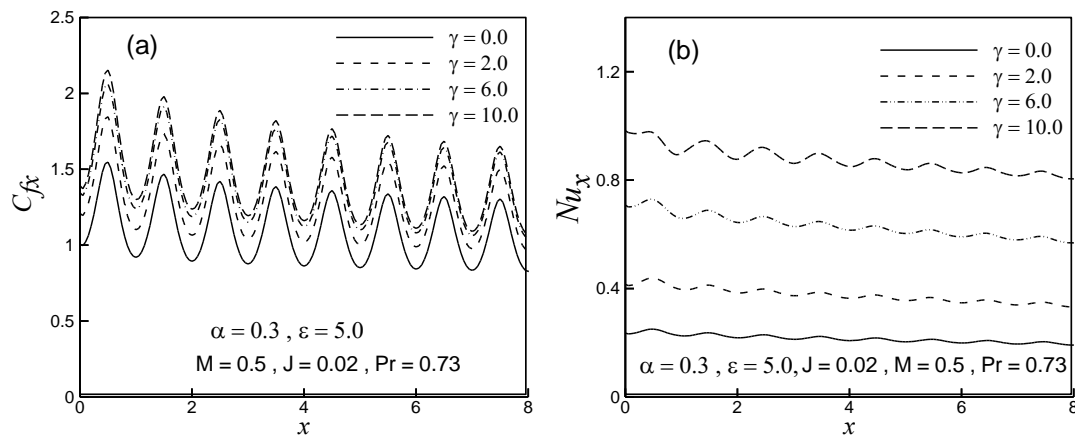 (a)
γ = 0.0
γ = 2.0
γ = 6.0
γ = 10.0
2.5
2
1.5
1
0.5
0
C_fx
α = 0.3 , ε = 5.0
M = 0.5 , J = 0.02 , Pr = 0.73
0 2 4 6 8
x
(b)
γ = 0.0
γ = 2.0
γ = 6.0
γ = 10.0
1.2
0.8
0.4
0
Nu_x
α = 0.3 , ε = 5.0, J = 0.02 , M = 0.5 , Pr = 0.73
0 2 4 6 8
x